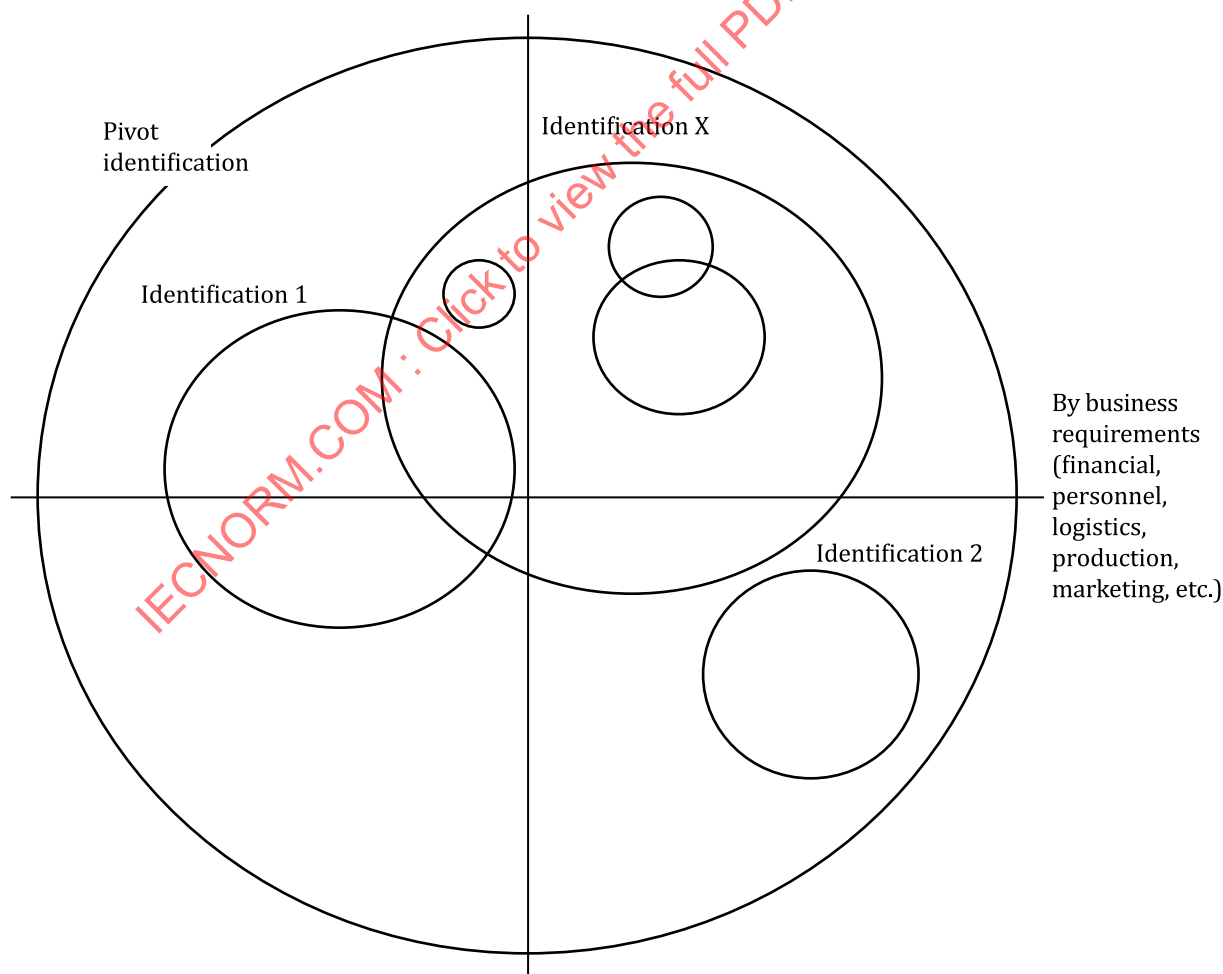 Pivot
identification
Identification X
Identification 1
By business
requirements
(financial,
personnel,
logistics,
production,
marketing, etc.)
Identification 2
IECNORM.COM : Click to view the full PD